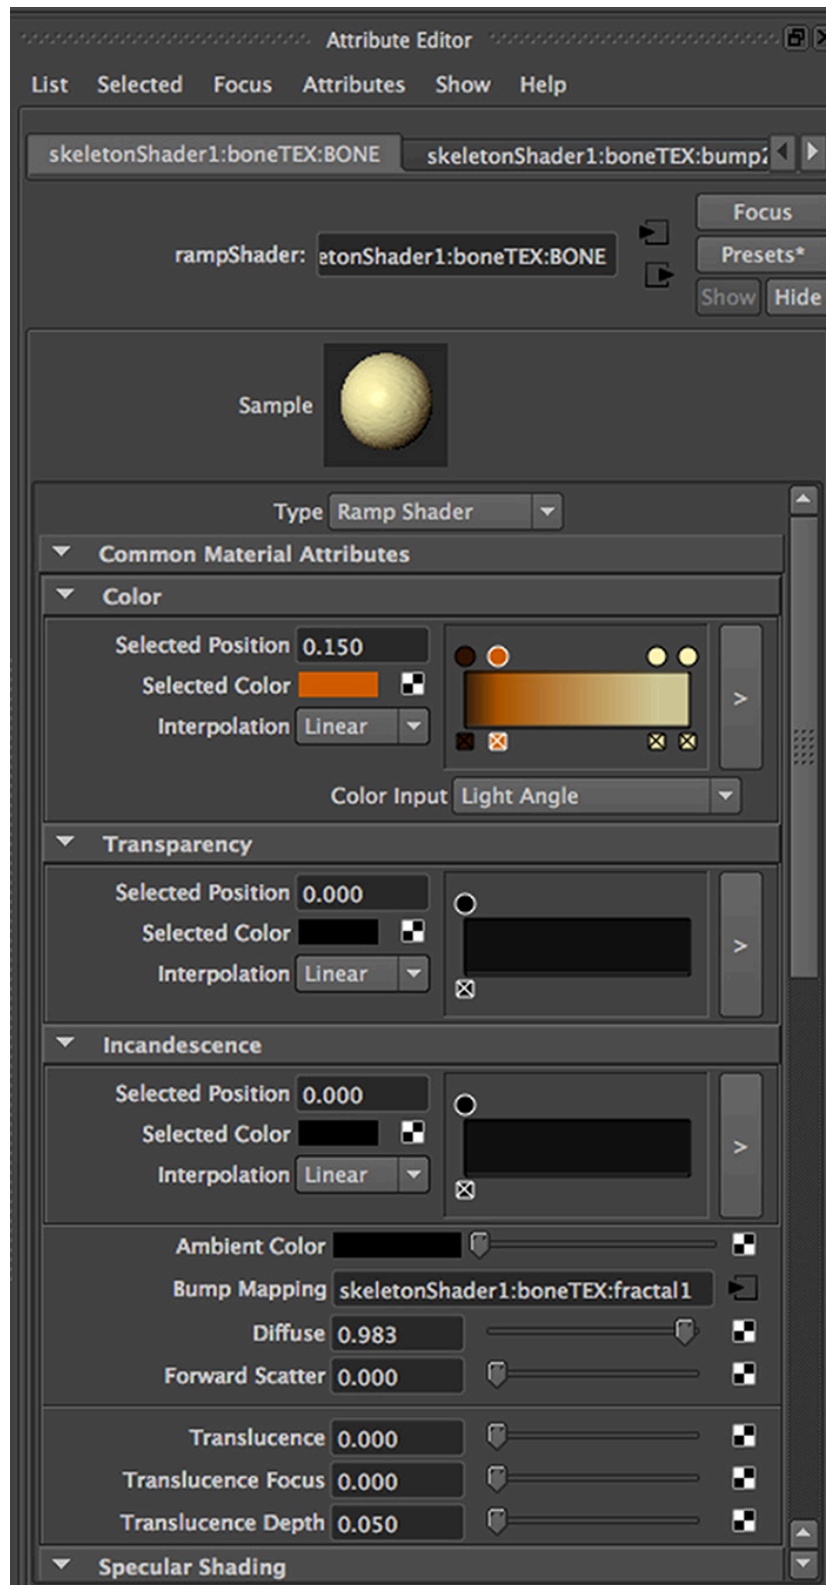 Attribute Editor
List Selected Focus Attributes Show Help
skeletonShader1:boneTEX:BONE skeletonShader1:boneTEX:bump2
Focus
rampShader: etonShader1:boneTEX:BONE Presets*
Show Hide
Sample
Type Ramp Shader
Common Material Attributes
Color
Selected Position 0.150
Selected Color
Interpolation Linear
>
Color Input Light Angle
Transparency
Selected Position 0.000
Selected Color
Interpolation Linear
>
Incandescence
Selected Position 0.000
Selected Color
Interpolation Linear
>
Ambient Color
Bump Mapping skeletonShader1:boneTEX:fractal1
Diffuse 0.983
Forward Scatter 0.000
Translucence 0.000
Translucence Focus 0.000
Translucence Depth 0.050
Specular Shading